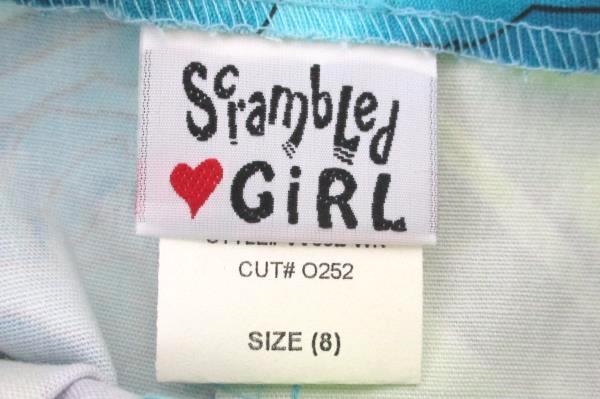 Scrambled
GiRL
CUT# O252
SIZE (8)